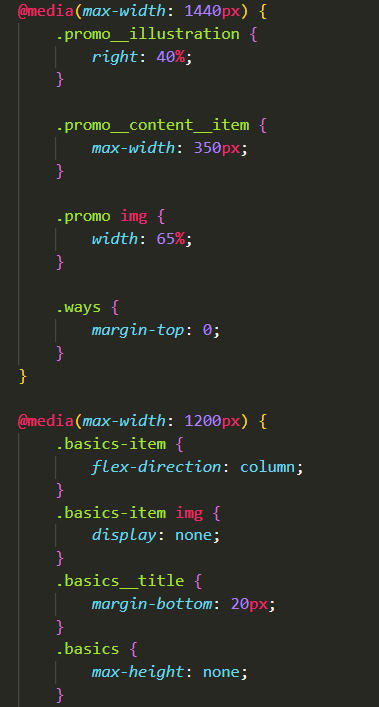 @media(max-width: 1440px) {
    .promo__illustration {
        right: 40%;
    }

    .promo__content__item {
        max-width: 350px;
    }

    .promo img {
        width: 65%;
    }

    .ways {
        margin-top: 0;
    }
}

@media(max-width: 1200px) {
    .basics-item {
        flex-direction: column;
    }
    .basics-item img {
        display: none;
    }
    .basics__title {
        margin-bottom: 20px;
    }
    .basics {
        max-height: none;
    }